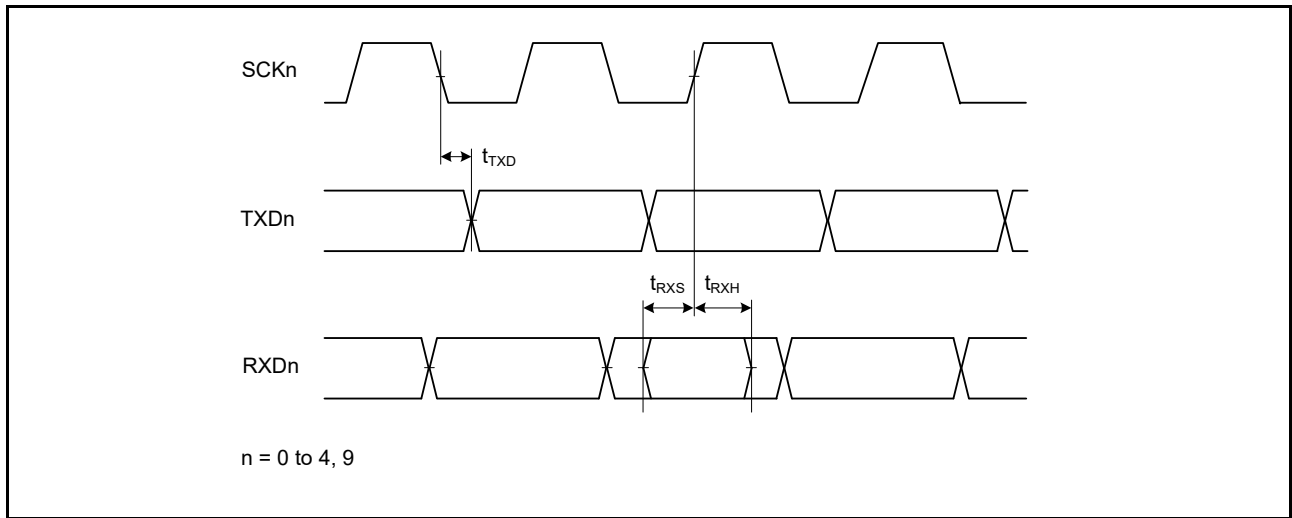 SCKn
tTXD
TXDn
tRXS tRXH
RXDn
n = 0 to 4, 9